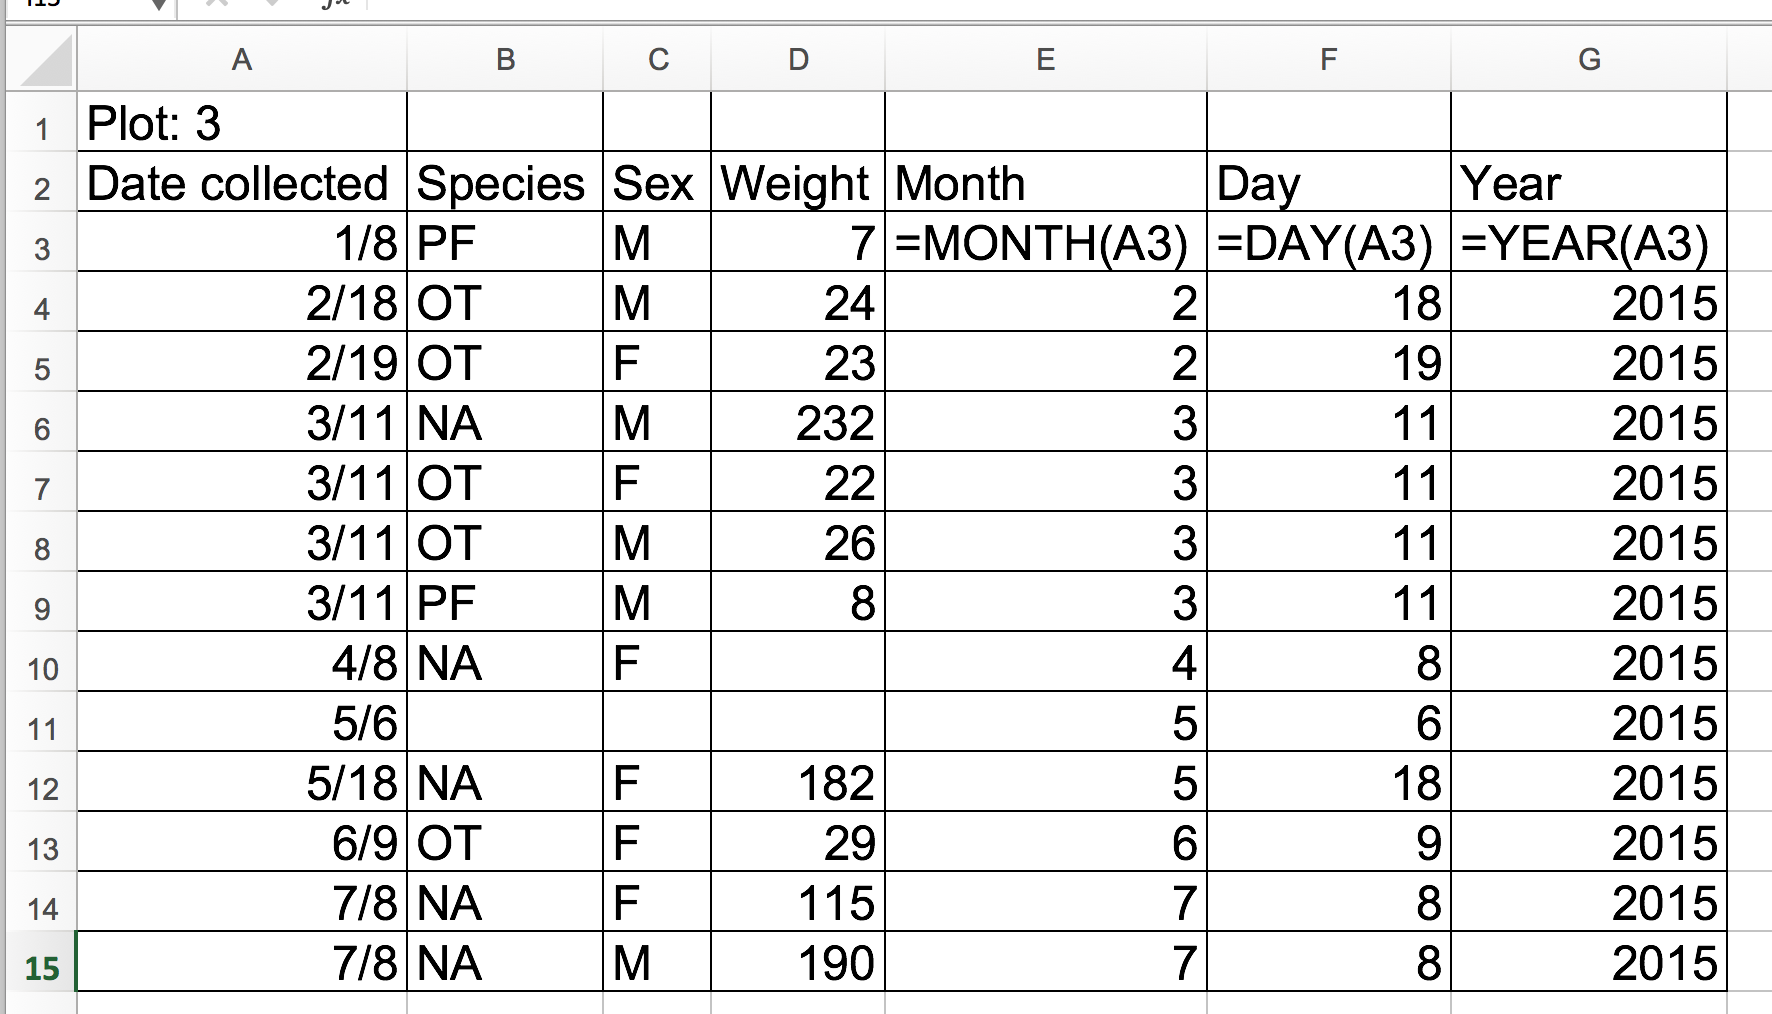 fx
A B C D E F G
1 Plot: 3
2 Date collected Species Sex Weight Month Day Year
3 1/8 PF M 7 =MONTH(A3) =DAY(A3) =YEAR(A3)
4 2/18 OT M 24 2 18 2015
5 2/19 OT F 23 2 19 2015
6 3/11 NA M 232 3 11 2015
7 3/11 OT F 22 3 11 2015
8 3/11 OT M 26 3 11 2015
9 3/11 PF M 8 3 11 2015
10 4/8 NA F 4 8 2015
11 5/6 5 6 2015
12 5/18 NA F 182 5 18 2015
13 6/9 OT F 29 6 9 2015
14 7/8 NA F 115 7 8 2015
15 7/8 NA M 190 7 8 2015